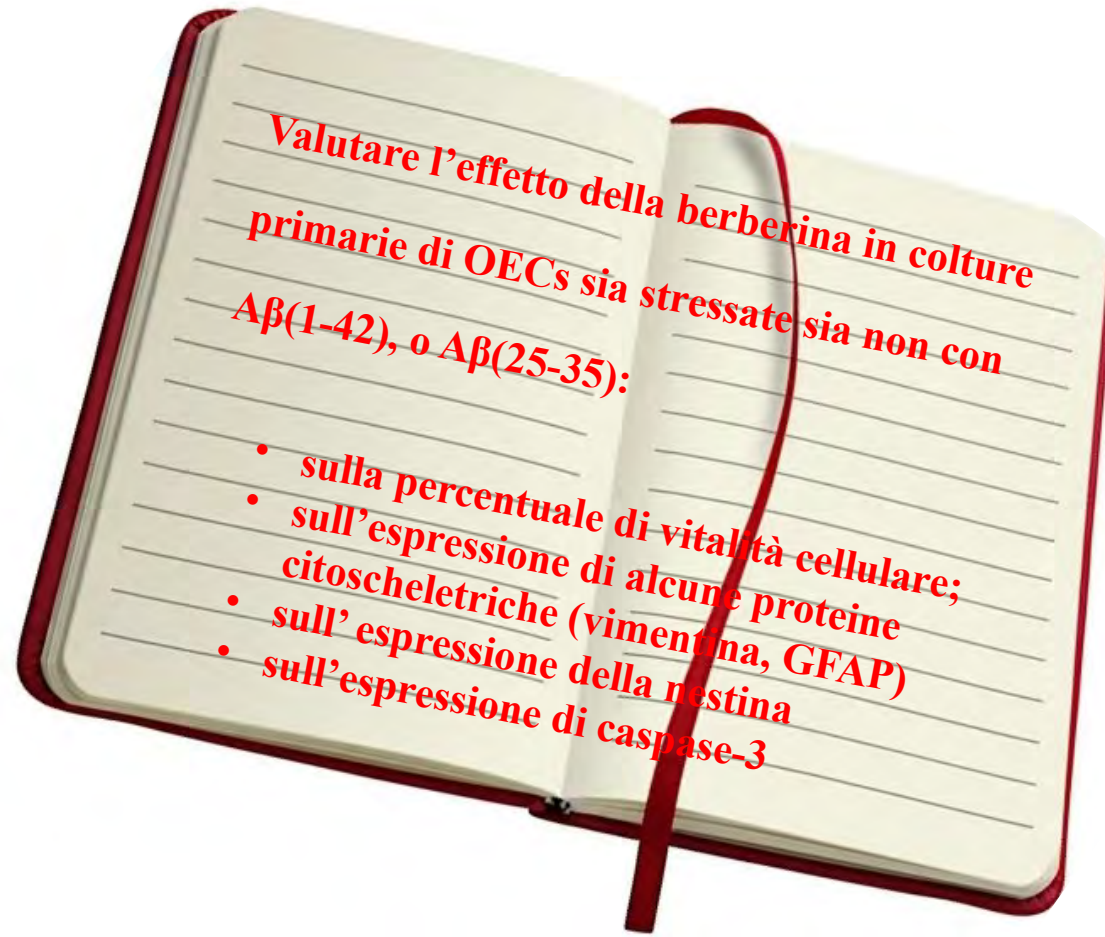 Valutare l’effetto della berberina in colture
primarie di OECs sia stressate sia non con
Aβ(1-42), o Aβ(25-35):
• sulla percentuale di vitalità cellulare;
• sull’espressione di alcune proteine
citoscheletriche (vimentina, GFAP)
• sull’ espressione della nestina
• sull’espressione di caspase-3